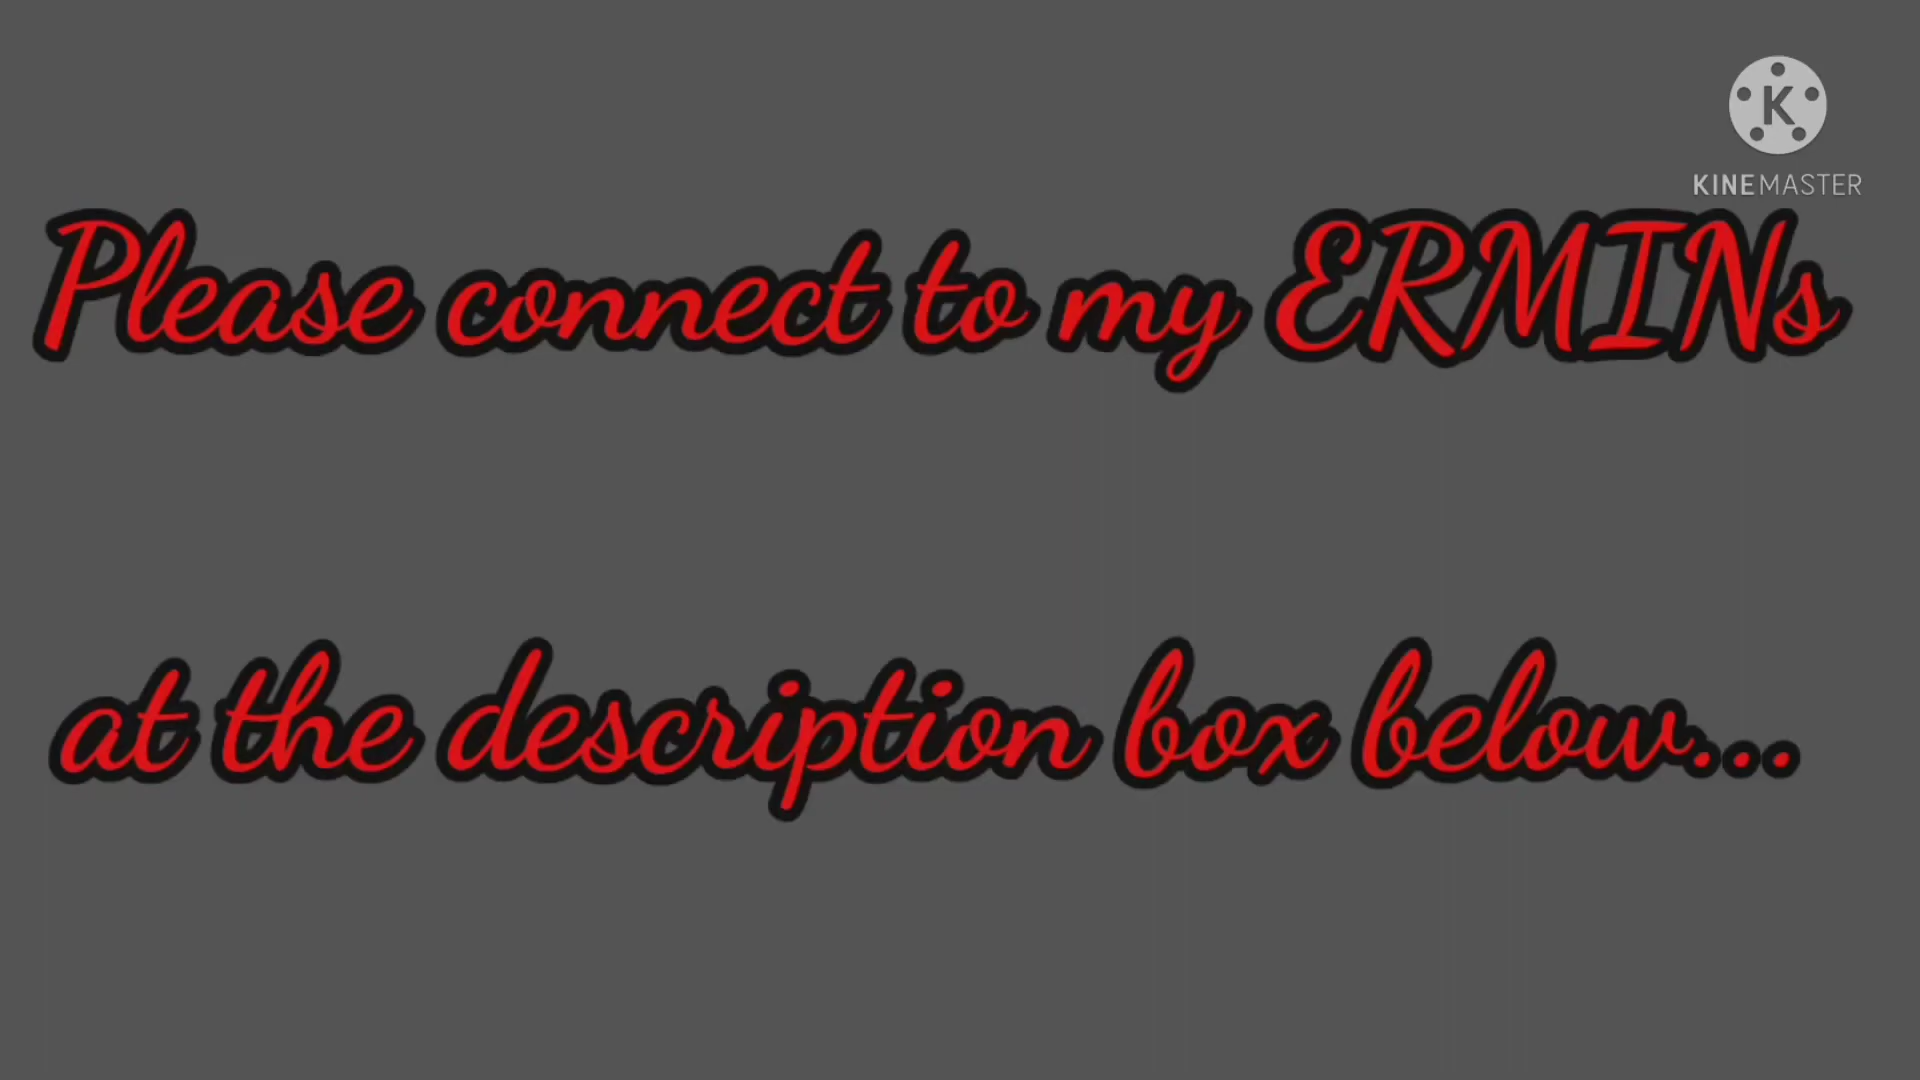 K
KINEMASTER
Please connect to my ERMINs
at the description box below...